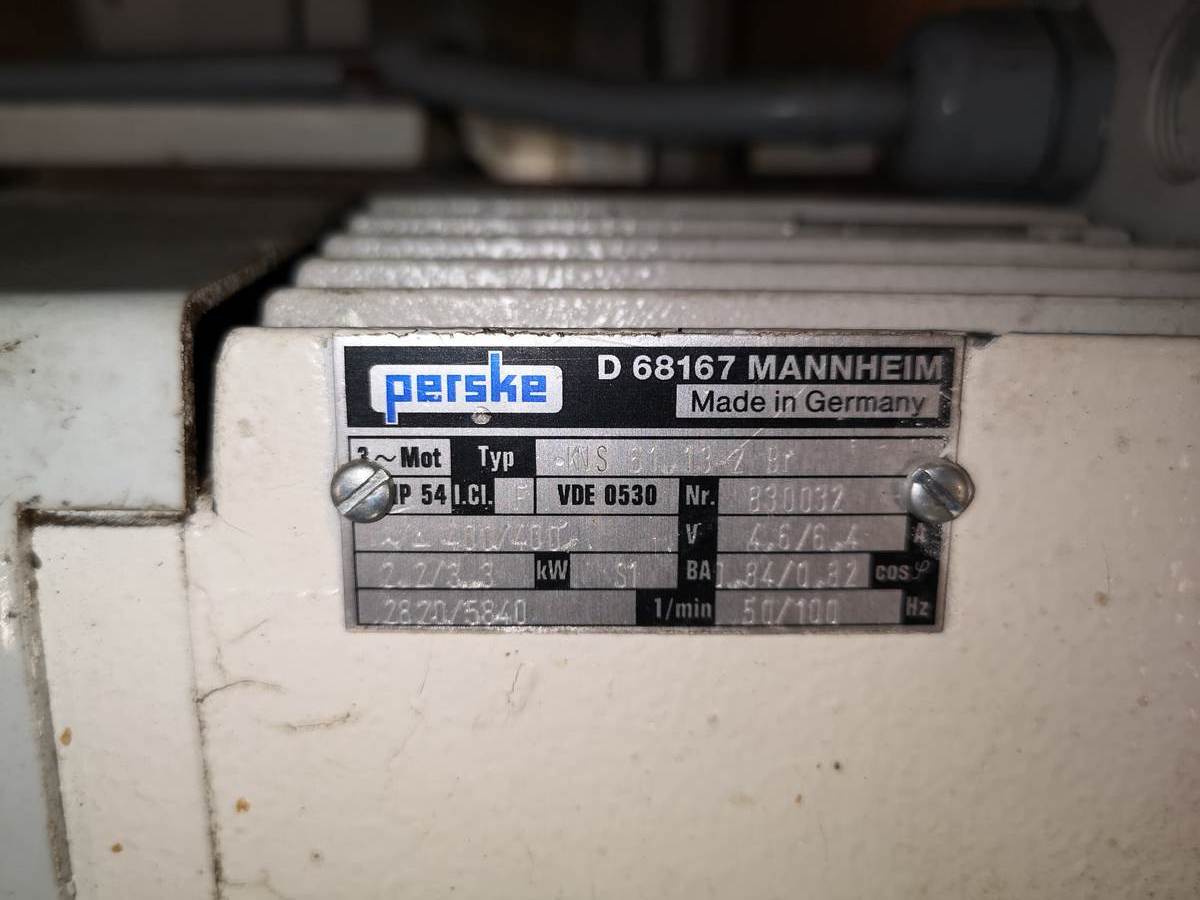 perske D 68167 MANNHEIM
Made in Germany
3~ Mot Typ KNS 61.13-2 Br
IP 54 I.Cl. F VDE 0530 Nr. 830032
400/400 V 4.6/6.4 A
2.2/3.3 kW S1 BA 0.84/0.82 cosφ
2820/5840 1/min 50/100 Hz